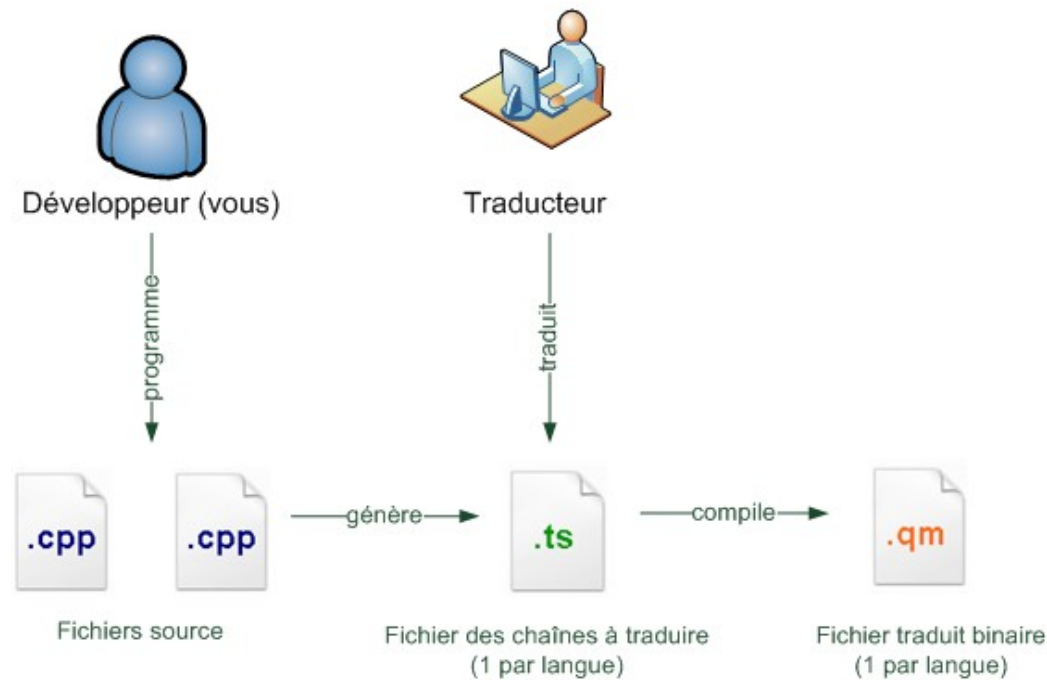 Développeur (vous)
Traducteur
programme
traduit
.cpp
.cpp
génère
.ts
compile
.qm
Fichiers source
Fichier des chaînes à traduire
(1 par langue)
Fichier traduit binaire
(1 par langue)